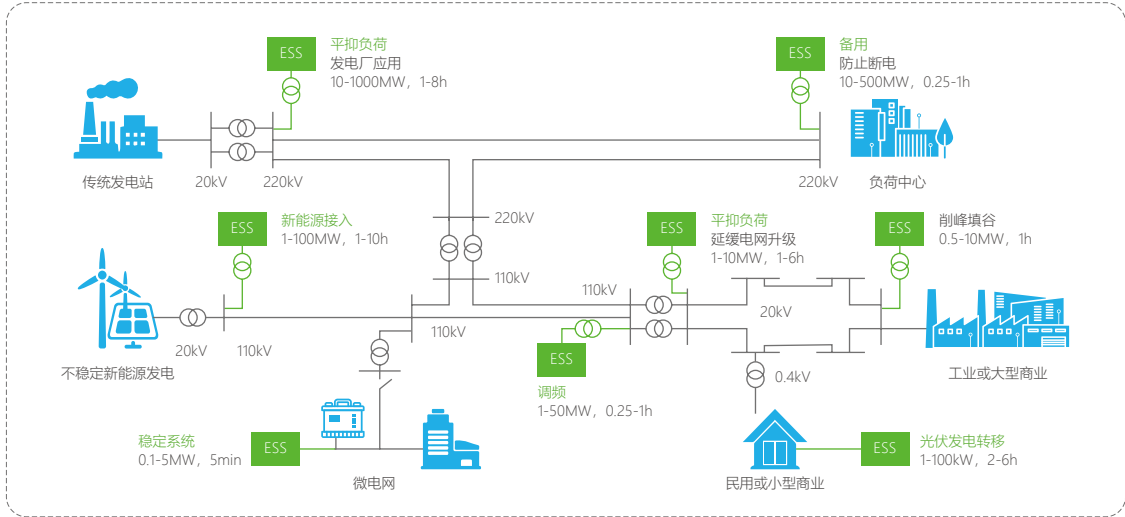 ESS
平抑负荷
发电厂应用
10-1000MW，1-8h
ESS
备用
防止断电
10-500MW，0.25-1h
传统发电站
20kV
220kV
220kV
负荷中心
ESS
新能源接入
1-100MW，1-10h
220kV
ESS
平抑负荷
延缓电网升级
1-10MW，1-6h
ESS
削峰填谷
0.5-10MW，1h
110kV
110kV
20kV
20kV
110kV
110kV
不稳定新能源发电
ESS
调频
1-50MW，0.25-1h
0.4kV
工业或大型商业
稳定系统
0.1-5MW，5min
ESS
微电网
民用或小型商业
ESS
光伏发电转移
1-100kW，2-6h